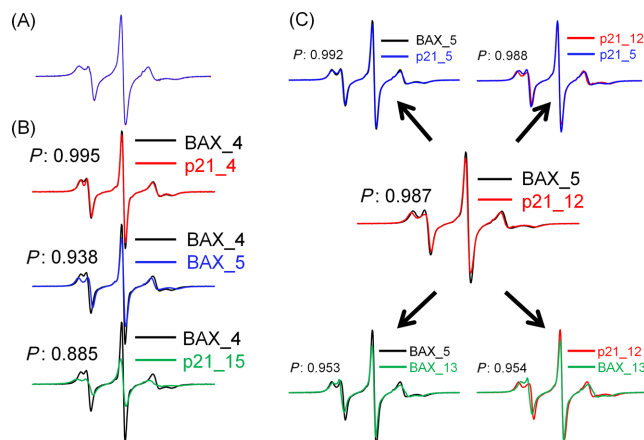 (A)
(B)
P: 0.995
BAX_4
p21_4
P: 0.938
BAX_4
BAX_5
P: 0.885
BAX_4
p21_15
(C)
P: 0.992
BAX_5
p21_5
P: 0.988
p21_12
p21_5
P: 0.987
BAX_5
p21_12
P: 0.953
BAX_5
BAX_13
P: 0.954
p21_12
BAX_13